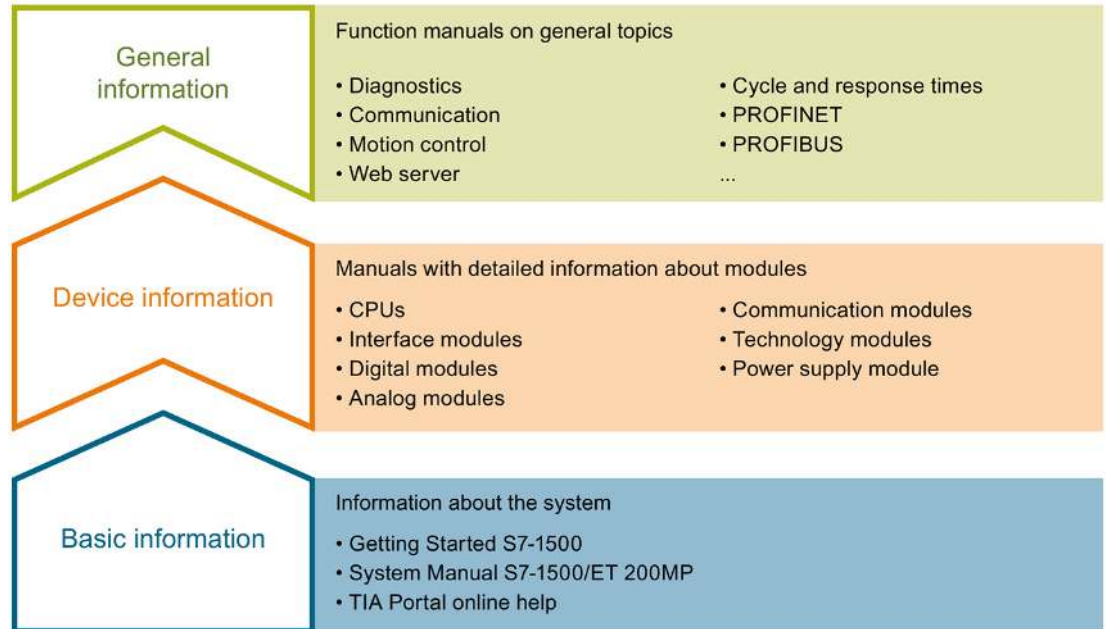 General
information
Function manuals on general topics
• Diagnostics
• Communication
• Motion control
• Web server
• Cycle and response times
• PROFINET
• PROFIBUS
...
Device information
Manuals with detailed information about modules
• CPUs
• Interface modules
• Digital modules
• Analog modules
• Communication modules
• Technology modules
• Power supply module
Basic information
Information about the system
• Getting Started S7-1500
• System Manual S7-1500/ET 200MP
• TIA Portal online help